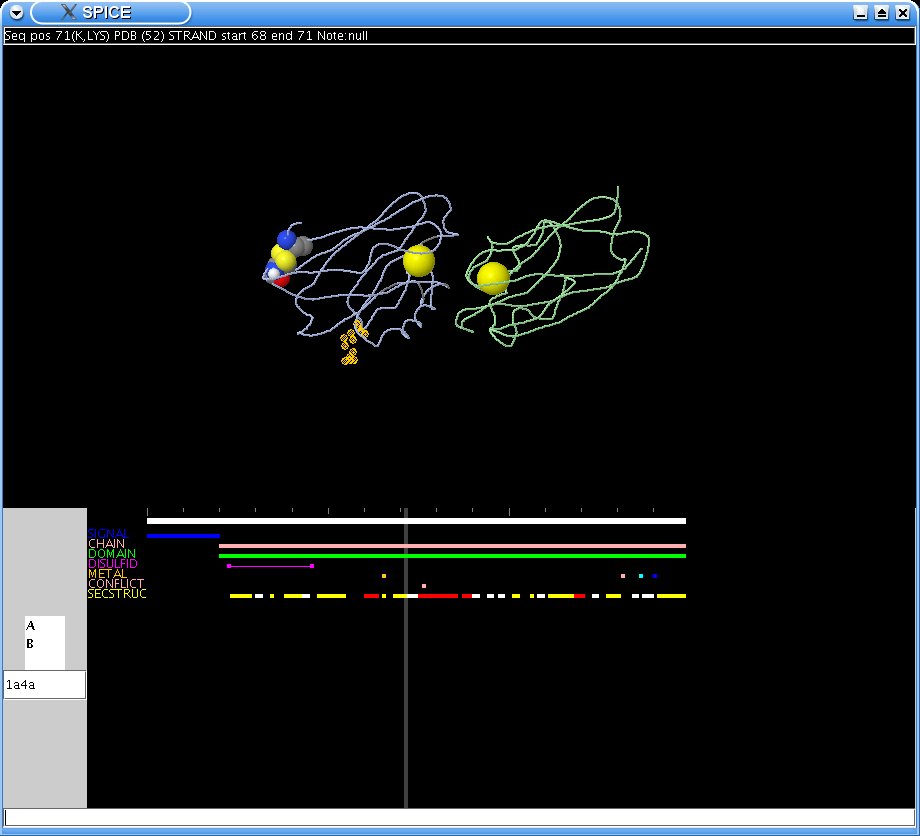 SPICE
Seq pos 71(K,LYS) PDB (52) STRAND start 68 end 71 Note:null
SIGNAL
CHAIN
DOMAIN
DISULFID
METAL
CONFLICT
SECSTRUC
A
B
1a4a